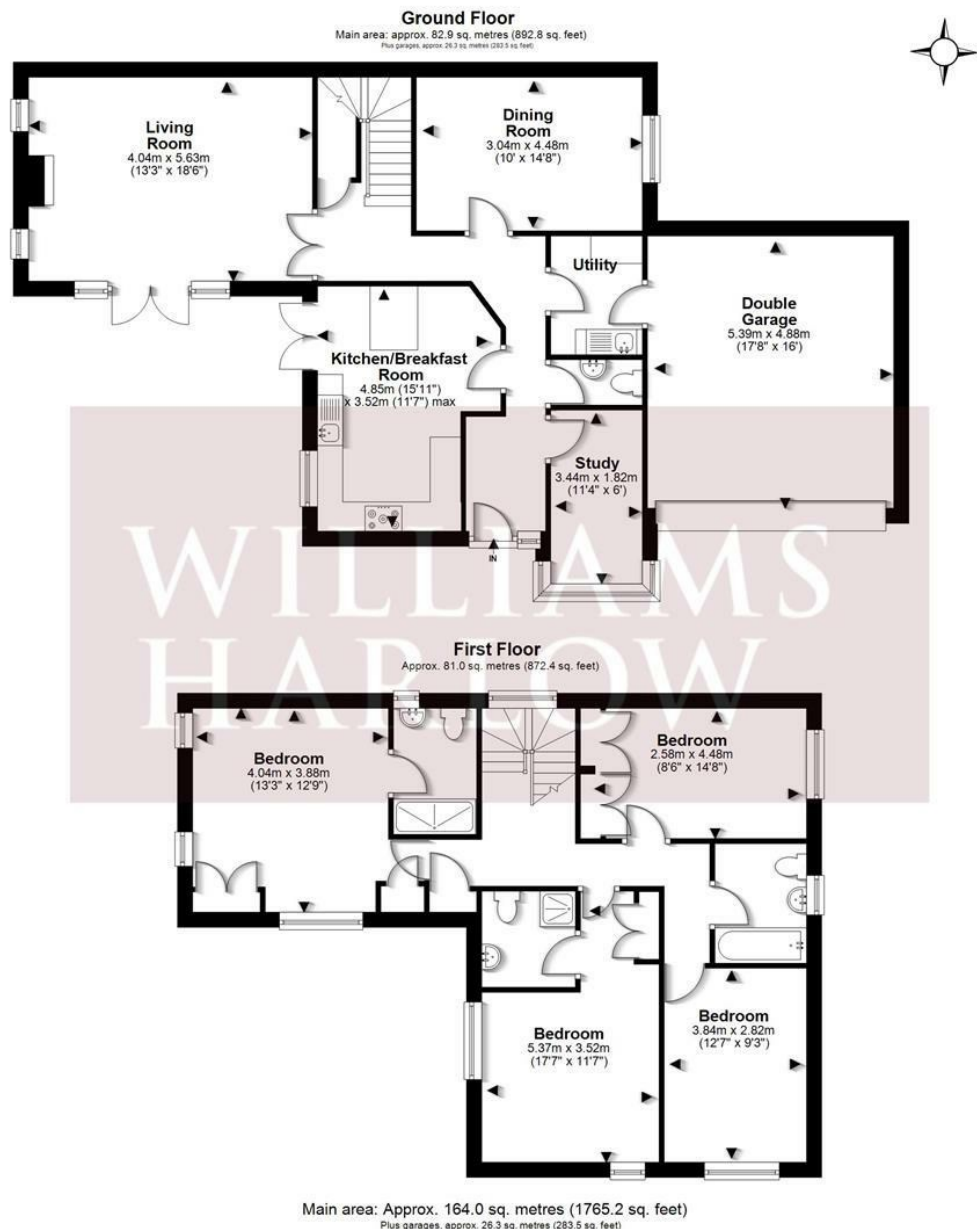 Ground Floor
Main area: approx. 82.9 sq. metres (892.8 sq. feet)
Plus garages, approx. 26.3 sq. metres (283.5 sq. feet)
Living
Room
4.04m x 5.63m
(13'3" x 18'6")
Dining
Room
3.04m x 4.48m
(10' x 14'8")
Utility
Double
Garage
5.39m x 4.88m
(17'8" x 16')
Kitchen/Breakfast
Room
4.85m (15'11")
x 3.52m (11'7") max
Study
3.44m x 1.82m
(11'4" x 6')
IN
WILLIAMS
HARLOW
First Floor
Approx. 81.0 sq. metres (872.4 sq. feet)
Bedroom
4.04m x 3.88m
(13'3" x 12'9")
Bedroom
2.58m x 4.48m
(8'6" x 14'8")
Bedroom
5.37m x 3.52m
(17'7" x 11'7")
Bedroom
3.84m x 2.82m
(12'7" x 9'3")
Main area: Approx. 164.0 sq. metres (1765.2 sq. feet)
Plus garages, approx. 26.3 sq. metres (283.5 sq. feet)